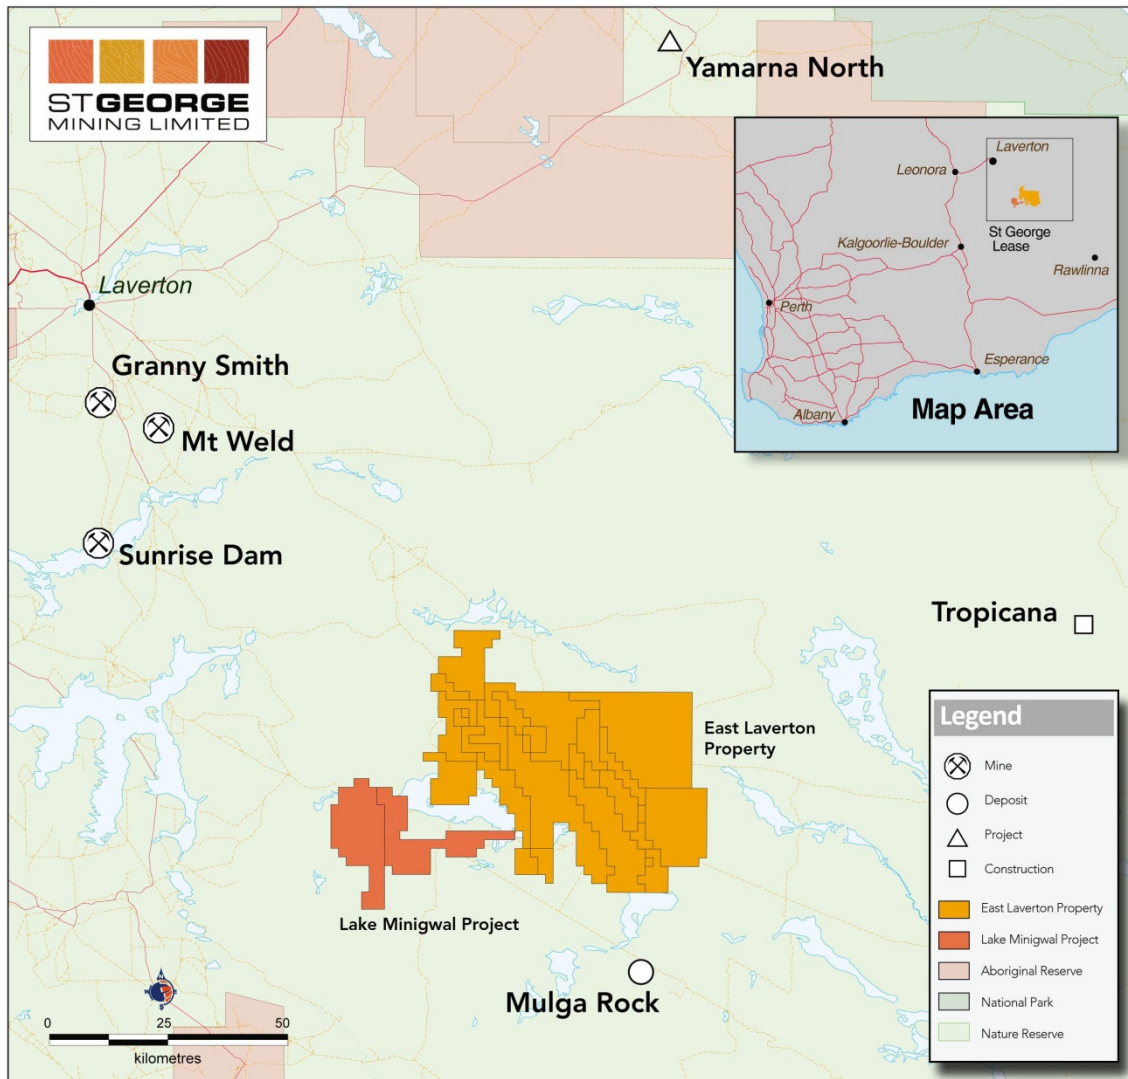 STGEORGE
MINING LIMITED
Yamarna North
Laverton
Leonora
St George
Lease
Kalgoorlie-Boulder
Rawlinna
Perth
Esperance
Albany
Map Area
Laverton
Granny Smith
Mt Weld
Sunrise Dam
Tropicana
East Laverton
Property
Lake Minigwal Project
Mulga Rock
0 25 50
kilometres
Legend
Mine
Deposit
Project
Construction
East Laverton Property
Lake Minigwal Project
Aboriginal Reserve
National Park
Nature Reserve